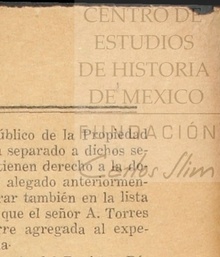 CENTRO DE
ESTUDIOS
DE HISTORIA
DE MEXICO
FUNDACIÓN
Carlos Slim
úblico de la Propiedad
separado a dichos se-
tienen derecho a la do-
alegado anteriormen-
rar también en la lista
que el señor A. Torres
rre agregada al expe-